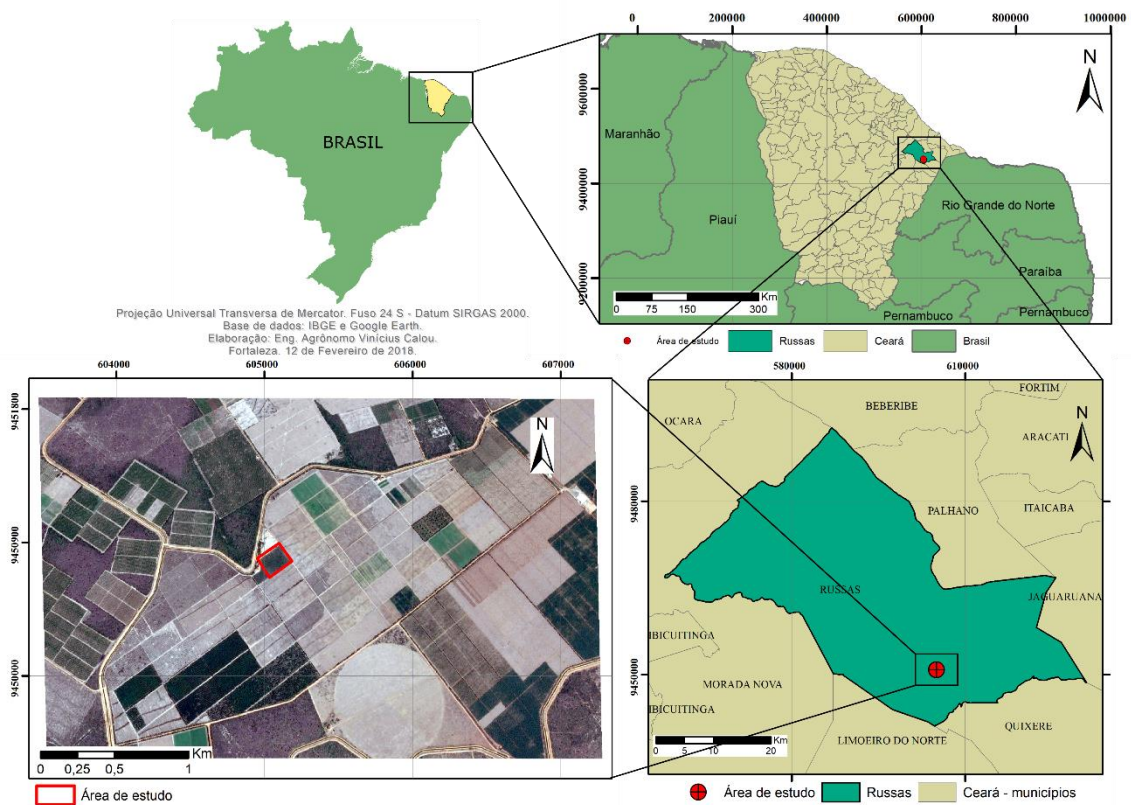 BRASIL
Projeção Universal Transversa de Mercator. Fuso 24 S - Datum SIRGAS 2000.
Base de dados: IBGE e Google Earth.
Elaboração: Eng. Agrônomo Vinícius Calou.
Fortaleza. 12 de Fevereiro de 2018.
0 200000 400000 600000 800000 1000000
9600000
9400000
9200000
N
Maranhão
Piauí
Rio Grande do Norte
Paraíba
Pernambuco
Pernambuco
Km
0 75 150 300
Área de estudo Russas Ceará Brasil
604000 605000 606000 607000
9451800
9450900
9450000
N
Km
0 0,25 0,5 1
Área de estudo
580000 610000
9480000
9450000
N
FORTIM
BEBERIBE
OCARA
ARACATI
PALHANO
ITAICABA
RUSSAS
JAGUARUANA
IBICUITINGA
MORADA NOVA
IBICUITINGA
QUIXERE
LIMOEIRO DO NORTE
Km
0 5 10 20
Área de estudo Russas Ceará - municípios